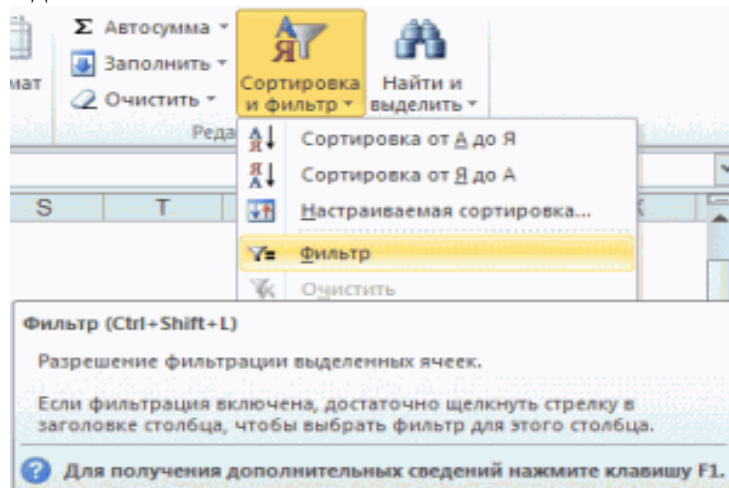 Σ Автосумма
Заполнить
Очистить
Сортировка и фильтр
Найти и выделить
мат
Реда
Сортировка от А до Я
Сортировка от Я до А
Настраиваемая сортировка...
S T
Фильтр
Очистить
Фильтр (Ctrl+Shift+L)
Разрешение фильтрации выделенных ячеек.
Если фильтрация включена, достаточно щелкнуть стрелку в
заголовке столбца, чтобы выбрать фильтр для этого столбца.
Для получения дополнительных сведений нажмите клавишу F1.